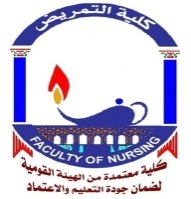 كلية التمريض
FACULTY OF NURSING
كلية معتمدة من الهيئة القومية
لضمان جودة التعليم والاعتماد